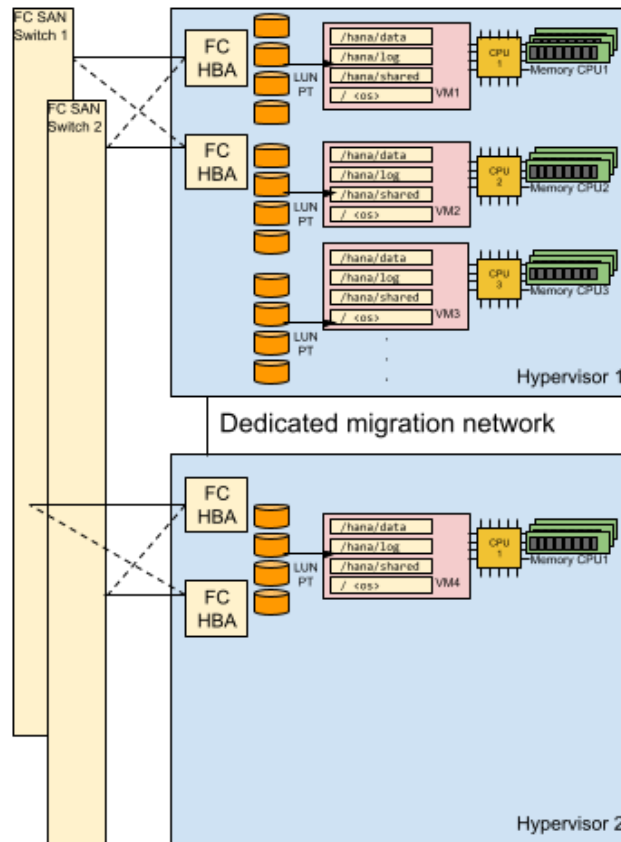 FC SAN
Switch 1
FC SAN
Switch 2
FC
HBA
FC
HBA
LUN
PT
/hana/data
/hana/log
/hana/shared
/ <os>
VM1
CPU
1
Memory CPU1
LUN
PT
/hana/data
/hana/log
/hana/shared
/ <os>
VM2
CPU
2
Memory CPU2
LUN
PT
/hana/data
/hana/log
/hana/shared
/ <os>
VM3
CPU
3
Memory CPU3
Hypervisor 1
Dedicated migration network
FC
HBA
FC
HBA
LUN
PT
/hana/data
/hana/log
/hana/shared
/ <os>
VM4
CPU
1
Memory CPU1
Hypervisor 2